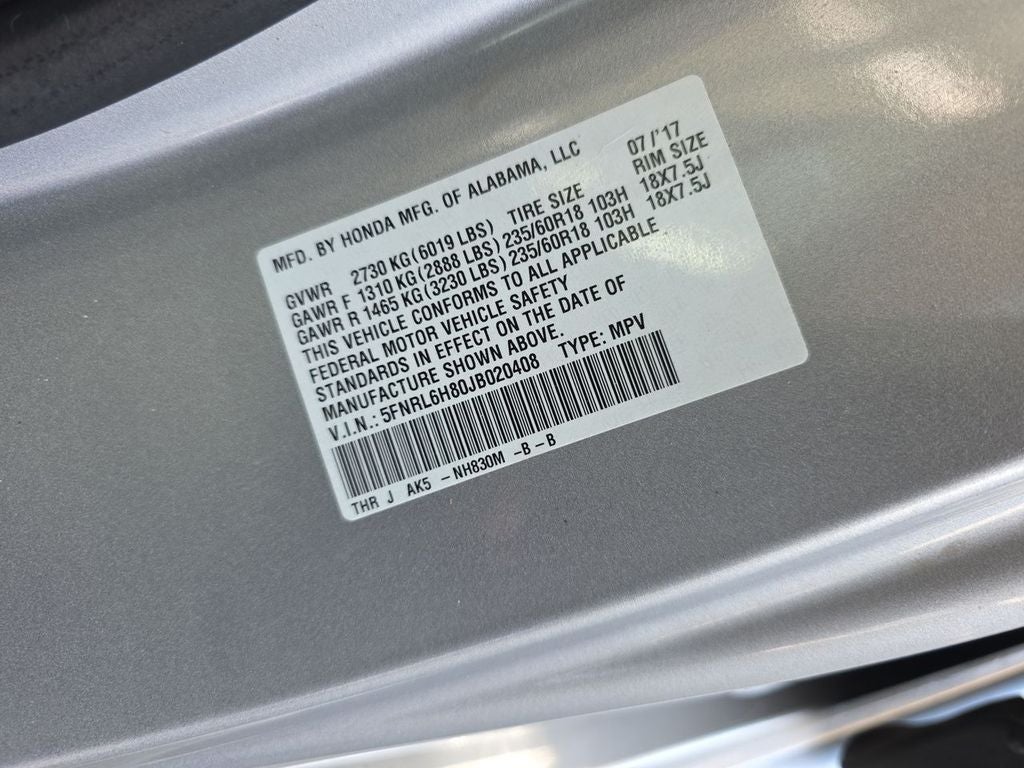 MFD. BY HONDA MFG. OF ALABAMA, LLC 07/'17
GVWR 2730 KG (6019 LBS) TIRE SIZE RIM SIZE
GAWR F 1310 KG (2888 LBS) 235/60R18 103H 18X7.5J
GAWR R 1465 KG (3230 LBS) 235/60R18 103H 18X7.5J
THIS VEHICLE CONFORMS TO ALL APPLICABLE
FEDERAL MOTOR VEHICLE SAFETY
STANDARDS IN EFFECT ON THE DATE OF
MANUFACTURE SHOWN ABOVE.
V.I.N.: 5FNRL6H80JB020408 TYPE: MPV
THR J AK5 -NH830M -B-B